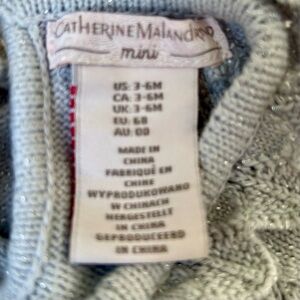 CATHERINE MALANDRINO
mini
US: 3-6M
CA: 3-6M
UK: 3-6M
EU: 68
AU: 00
MADE IN
CHINA
FABRIQUÉ EN
CHINE
WYPRODUKOWANO
W CHINACH
HERGESTELLT
IN CHINA
GEPRODUCEERD
IN CHINA